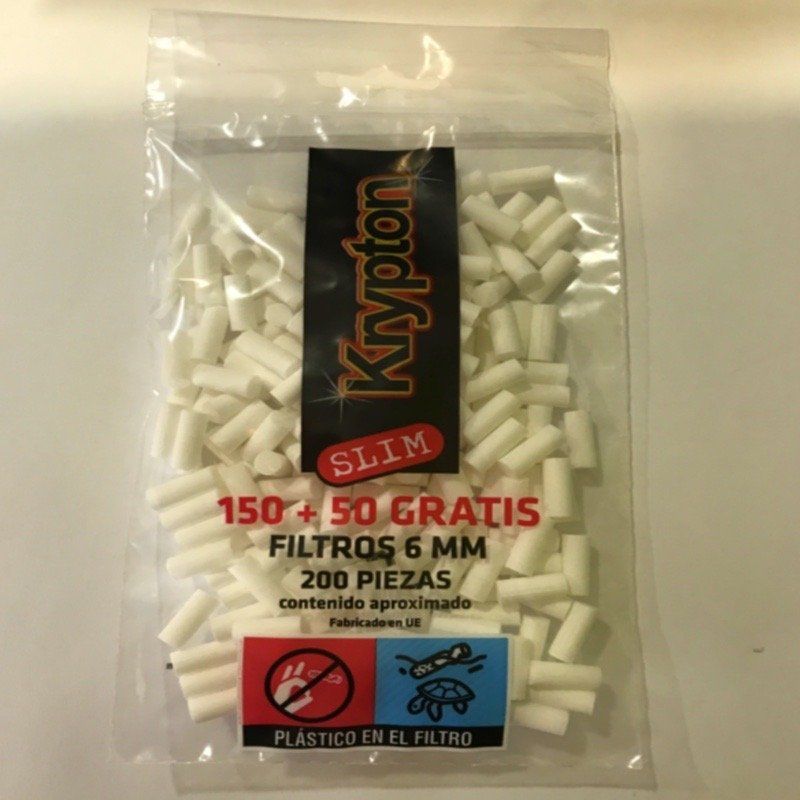 Krypton
SLIM
150 + 50 GRATIS
FILTROS 6 MM
200 PIEZAS
contenido aproximado
Fabricado en UE
PLÁSTICO EN EL FILTRO